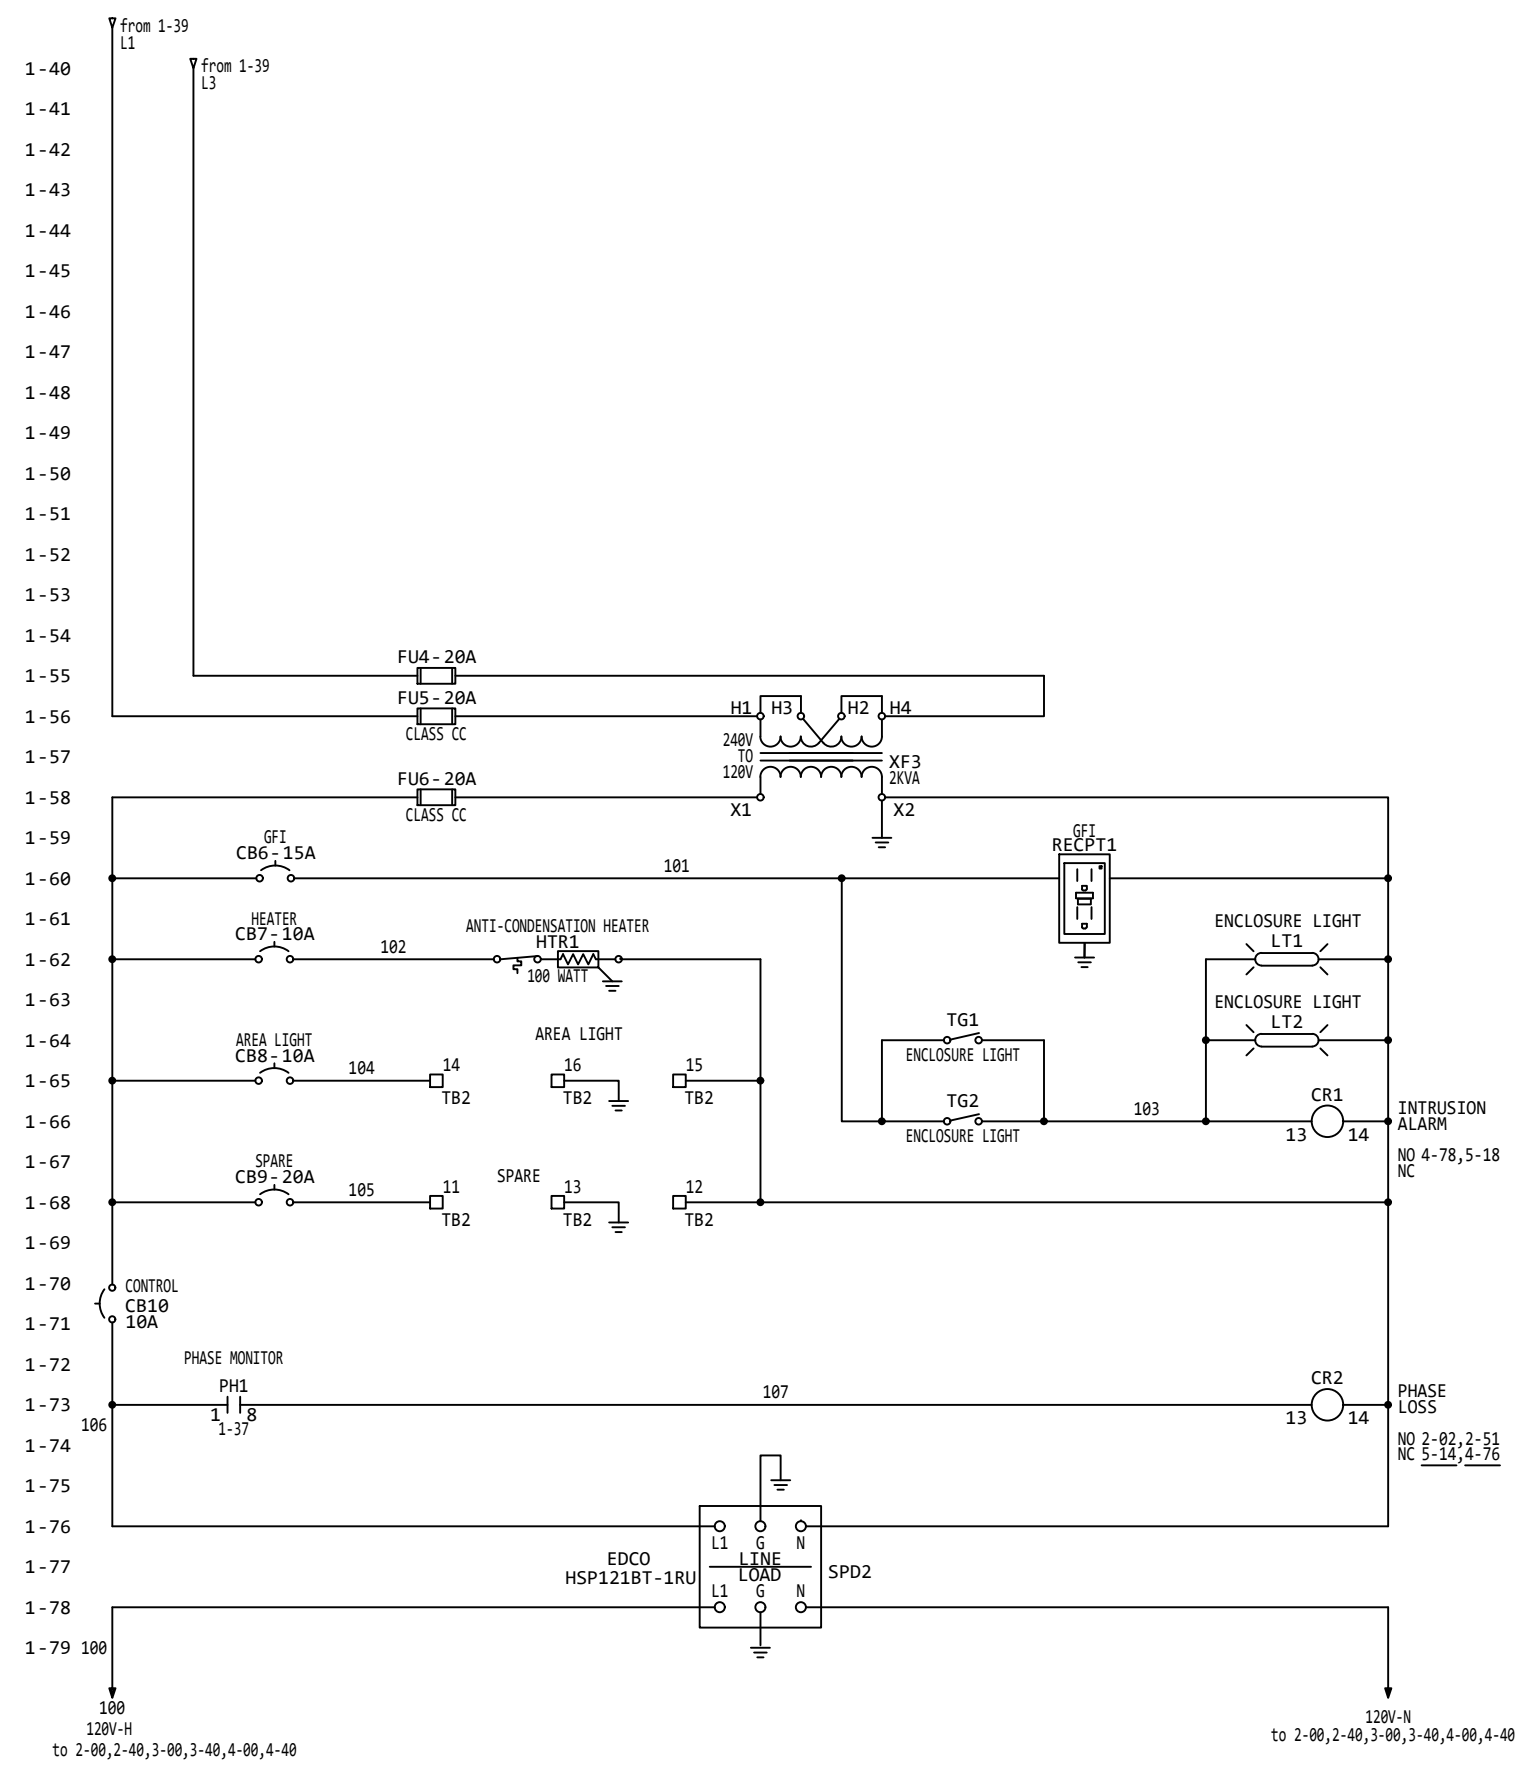 from 1-39
L1
1-40
from 1-39
L3
1-41
1-42
1-43
1-44
1-45
1-46
1-47
1-48
1-49
1-50
1-51
1-52
1-53
1-54
FU4-20A
1-55
FU5-20A
1-56
CLASS CC
H1 H3 H2 H4
1-57
240V
TO
120V
XF3
2KVA
FU6-20A
1-58
CLASS CC
X1 X2
1-59
GFI
CB6-15A
GFI
RECPT1
1-60
101
1-61
HEATER
CB7-10A
ANTI-CONDENSATION HEATER
HTR1
ENCLOSURE LIGHT
LT1
1-62
102
100 WATT
1-63
ENCLOSURE LIGHT
LT2
1-64
AREA LIGHT
CB8-10A
AREA LIGHT
TG1
ENCLOSURE LIGHT
1-65
104
14
TB2
16
TB2
15
TB2
1-66
TG2
ENCLOSURE LIGHT
103
CR1
13 14
INTRUSION
ALARM
1-67
NO 4-78,5-18
NC
SPARE
CB9-20A
SPARE
1-68
105
11
TB2
13
TB2
12
TB2
1-69
1-70
CONTROL
CB10
10A
1-71
1-72
PHASE MONITOR
PH1
1-73
1 8
1-37
107
CR2
13 14
PHASE
LOSS
106
1-74
NO 2-02,2-51
NC 5-14,4-76
1-75
1-76
L1 G N
LINE
1-77
EDCO
HSP121BT-1RU
LOAD
SPD2
L1 G N
1-78
1-79 100
100
120V-H
to 2-00,2-40,3-00,3-40,4-00,4-40
120V-N
to 2-00,2-40,3-00,3-40,4-00,4-40